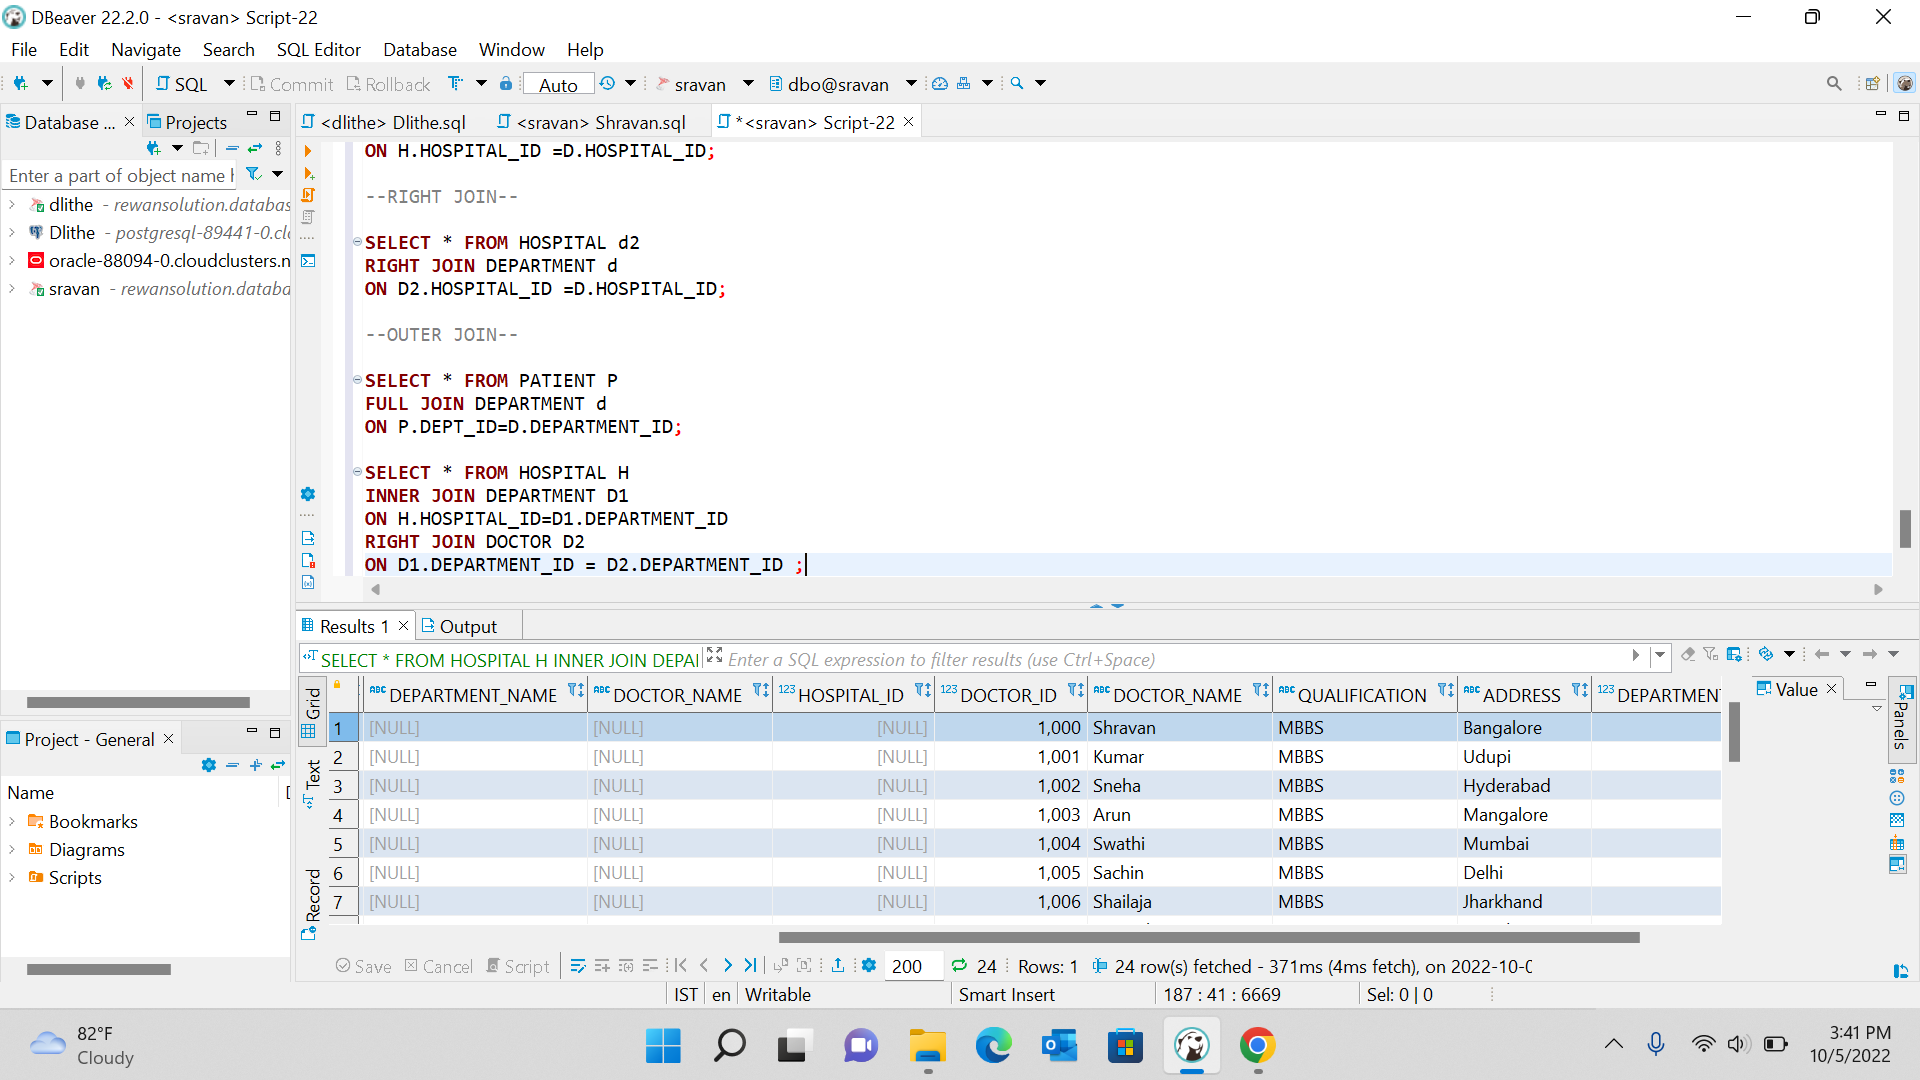 DBeaver 22.2.0 - <sravan> Script-22
File Edit Navigate Search SQL Editor Database Window Help
SQL Commit Rollback Auto sravan dbo@sravan
Database ... Projects
<dlithe> Dlithe.sql <sravan> Shravan.sql *<sravan> Script-22
Enter a part of object name h
dlithe - rewansolution.databas
Dlithe - postgresql-89441-0.clo
oracle-88094-0.cloudclusters.n
sravan - rewansolution.databa
ON H.HOSPITAL_ID =D.HOSPITAL_ID;
--RIGHT JOIN--
SELECT * FROM HOSPITAL d2
RIGHT JOIN DEPARTMENT d
ON D2.HOSPITAL_ID =D.HOSPITAL_ID;
--OUTER JOIN--
SELECT * FROM PATIENT P
FULL JOIN DEPARTMENT d
ON P.DEPT_ID=D.DEPARTMENT_ID;
SELECT * FROM HOSPITAL H
INNER JOIN DEPARTMENT D1
ON H.HOSPITAL_ID=D1.DEPARTMENT_ID
RIGHT JOIN DOCTOR D2
ON D1.DEPARTMENT_ID = D2.DEPARTMENT_ID ;
Project - General
Name
Bookmarks
Diagrams
Scripts
Results 1 Output
SELECT * FROM HOSPITAL H INNER JOIN DEPAI Enter a SQL expression to filter results (use Ctrl+Space)
Grid
Text
Record
ABC DEPARTMENT_NAME ABC DOCTOR_NAME 123 HOSPITAL_ID 123 DOCTOR_ID ABC DOCTOR_NAME ABC QUALIFICATION ABC ADDRESS 123 DEPARTMENT
1 [NULL] [NULL] [NULL] 1,000 Shravan MBBS Bangalore
2 [NULL] [NULL] [NULL] 1,001 Kumar MBBS Udupi
3 [NULL] [NULL] [NULL] 1,002 Sneha MBBS Hyderabad
4 [NULL] [NULL] [NULL] 1,003 Arun MBBS Mangalore
5 [NULL] [NULL] [NULL] 1,004 Swathi MBBS Mumbai
6 [NULL] [NULL] [NULL] 1,005 Sachin MBBS Delhi
7 [NULL] [NULL] [NULL] 1,006 Shailaja MBBS Jharkhand
Value
Panels
Save Cancel Script 200 24 Rows: 1 24 row(s) fetched - 371ms (4ms fetch), on 2022-10-0
IST en Writable Smart Insert 187 : 41 : 6669 Sel: 0 | 0
82°F
Cloudy
3:41 PM
10/5/2022